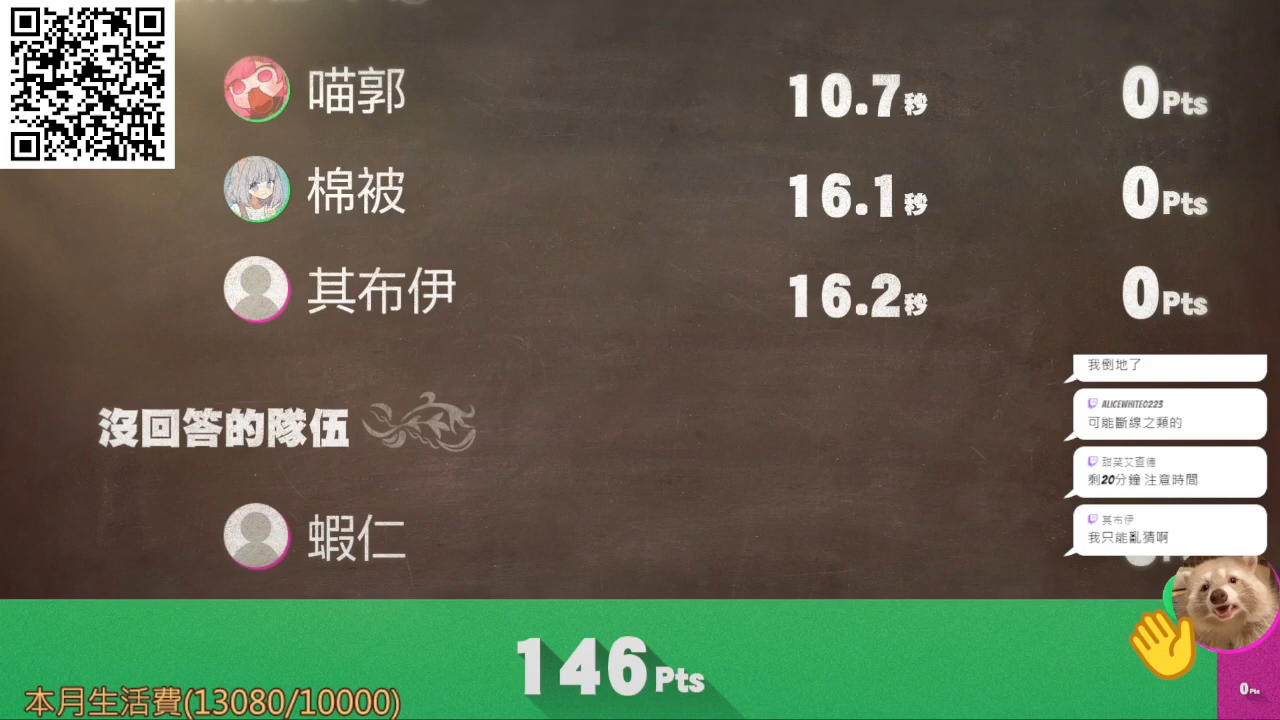 喵郭 10.7秒 0Pts
棉被 16.1秒 0Pts
其布伊 16.2秒 0Pts
沒回答的隊伍
蝦仁
我倒地了
ALICEWHITE0223
可能斷線之類的
甜菜艾查德
剩20分鐘 注意時間
其布伊
我只能亂猜啊
146Pts
0Pts
本月生活費(13080/10000)